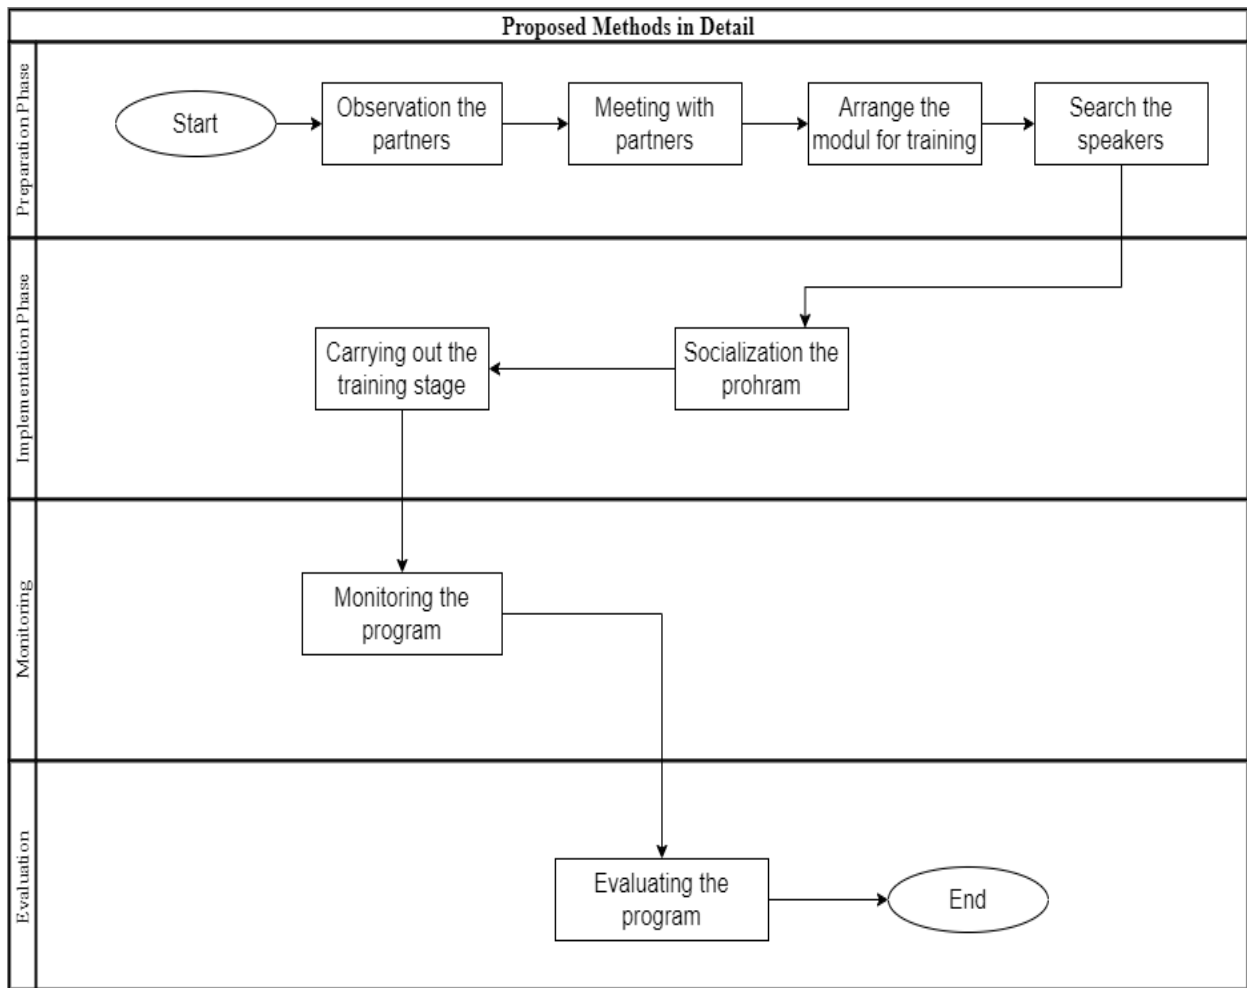 Proposed Methods in Detail
Preparation Phase
Start
Observation the
partners
Meeting with
partners
Arrange the
modul for training
Search the
speakers
Implementation Phase
Carrying out the
training stage
Socialization the
prohram
Monitoring
Monitoring the
program
Evaluation
Evaluating the
program
End